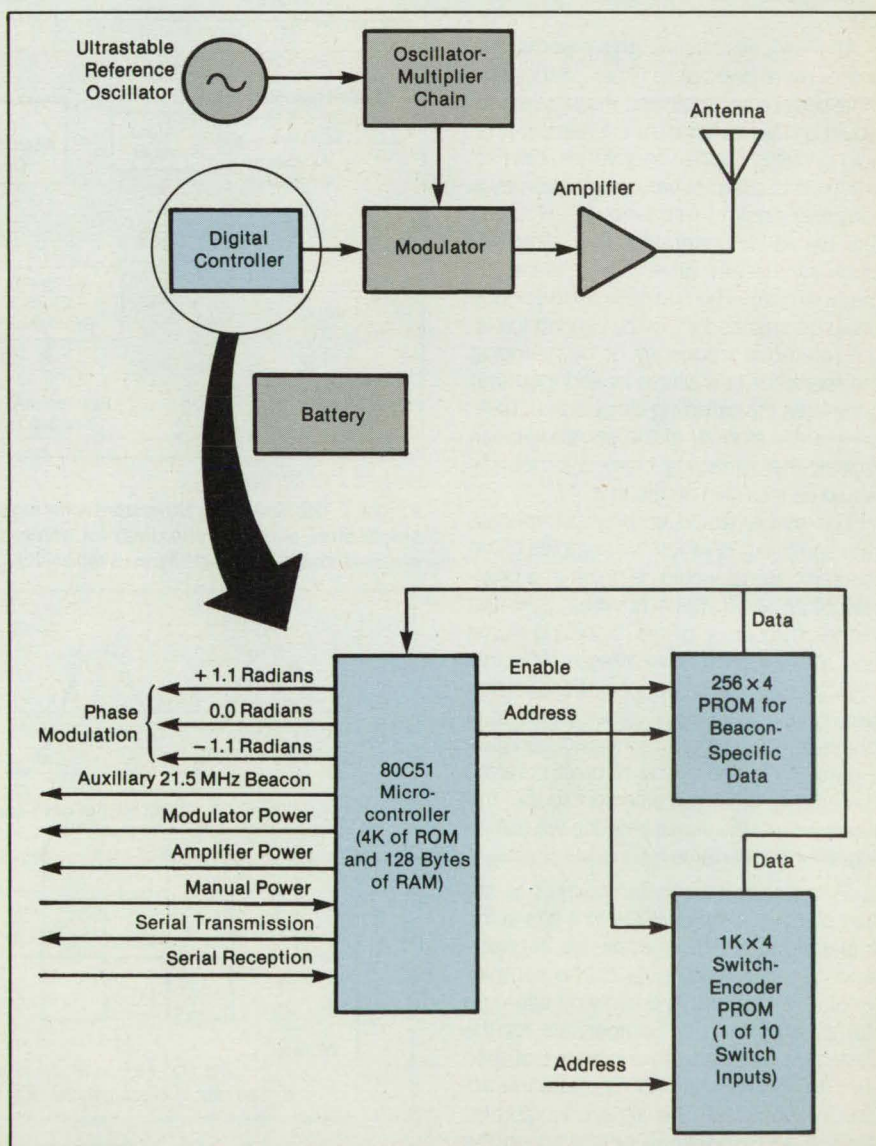 Ultrastable
Reference
Oscillator
Oscillator-
Multiplier
Chain
Antenna
Amplifier
Digital
Controller
Modulator
Battery
Data
+ 1.1 Radians
Enable
Phase
Modulation
0.0 Radians
Address
256 × 4
PROM for
Beacon-
Specific
Data
− 1.1 Radians
Auxiliary 21.5 MHz Beacon
80C51
Micro-
controller
(4K of ROM
and 128 Bytes
of RAM)
Modulator Power
Amplifier Power
Manual Power
Serial Transmission
Serial Reception
Data
1K × 4
Switch-
Encoder
PROM
(1 of 10
Switch
Inputs)
Address